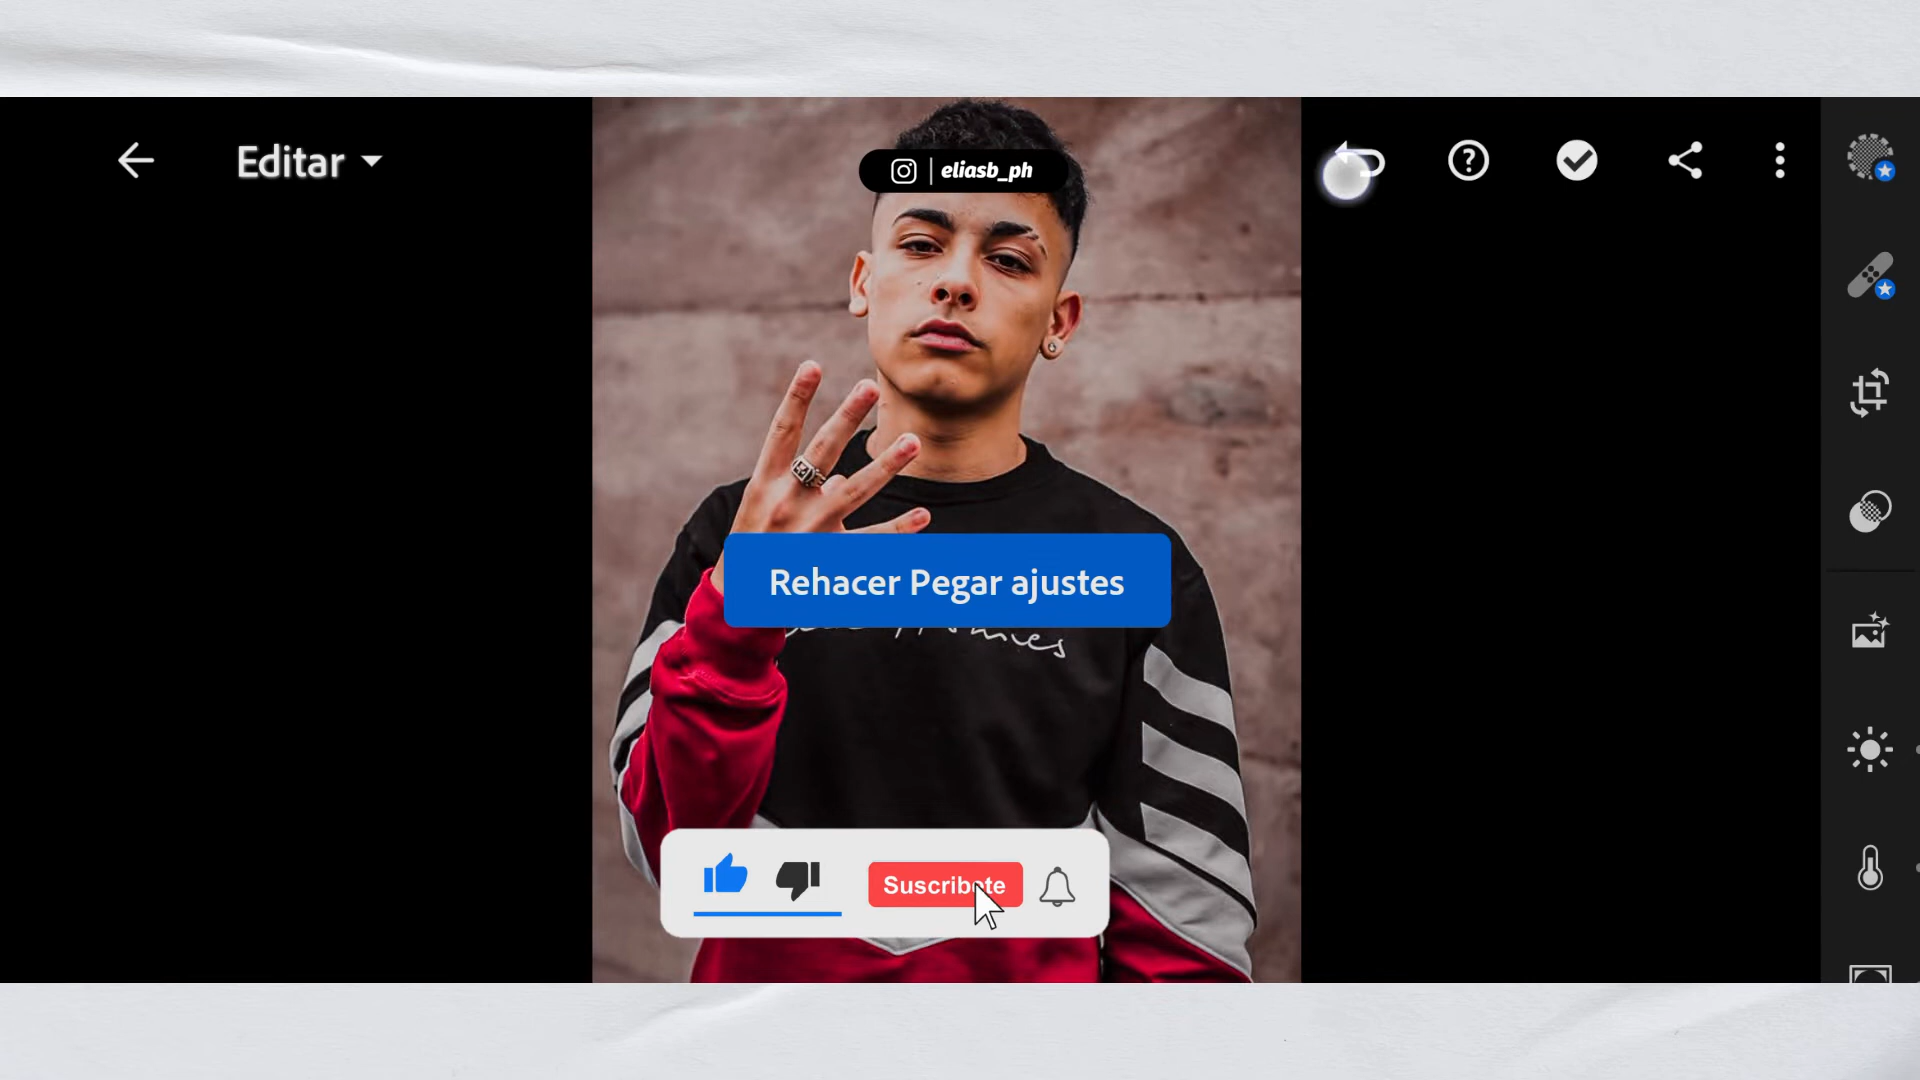 Editar
eliasb_ph
Rehacer Pegar ajustes
Suscribete